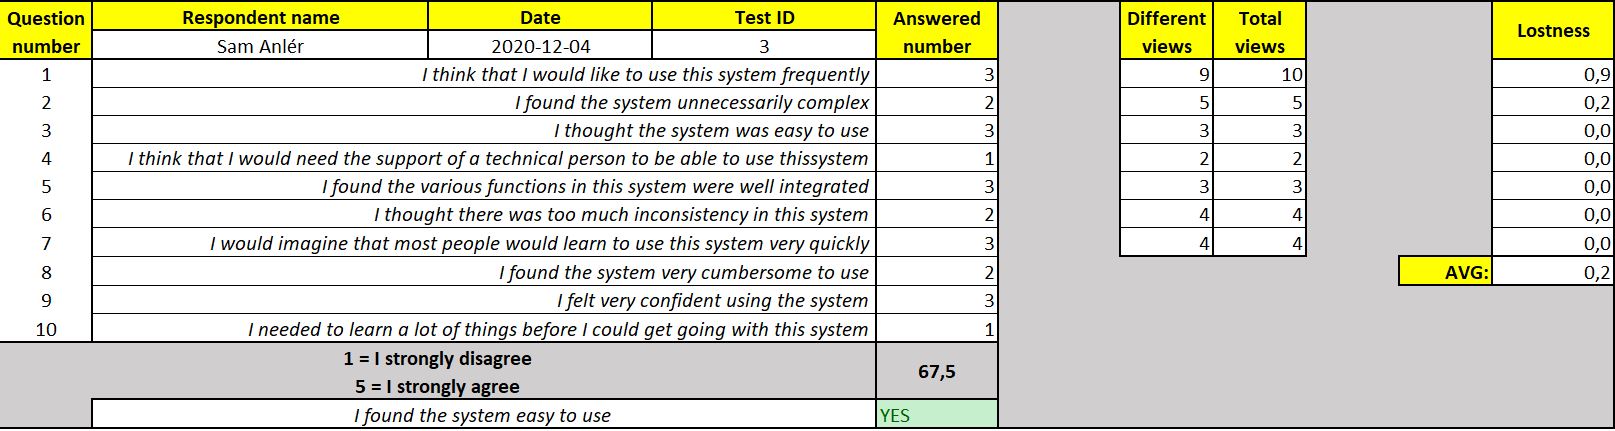 Question number Respondent name Date Test ID Answered number Different views Total views Lostness
Sam Anlér 2020-12-04 3
1 I think that I would like to use this system frequently 3 9 10 0,9
2 I found the system unnecessarily complex 2 5 5 0,2
3 I thought the system was easy to use 3 3 3 0,0
4 I think that I would need the support of a technical person to be able to use thissystem 1 2 2 0,0
5 I found the various functions in this system were well integrated 3 3 3 0,0
6 I thought there was too much inconsistency in this system 2 4 4 0,0
7 I would imagine that most people would learn to use this system very quickly 3 4 4 0,0
8 I found the system very cumbersome to use 2 AVG: 0,2
9 I felt very confident using the system 3
10 I needed to learn a lot of things before I could get going with this system 1
1 = I strongly disagree
5 = I strongly agree
67,5
I found the system easy to use YES